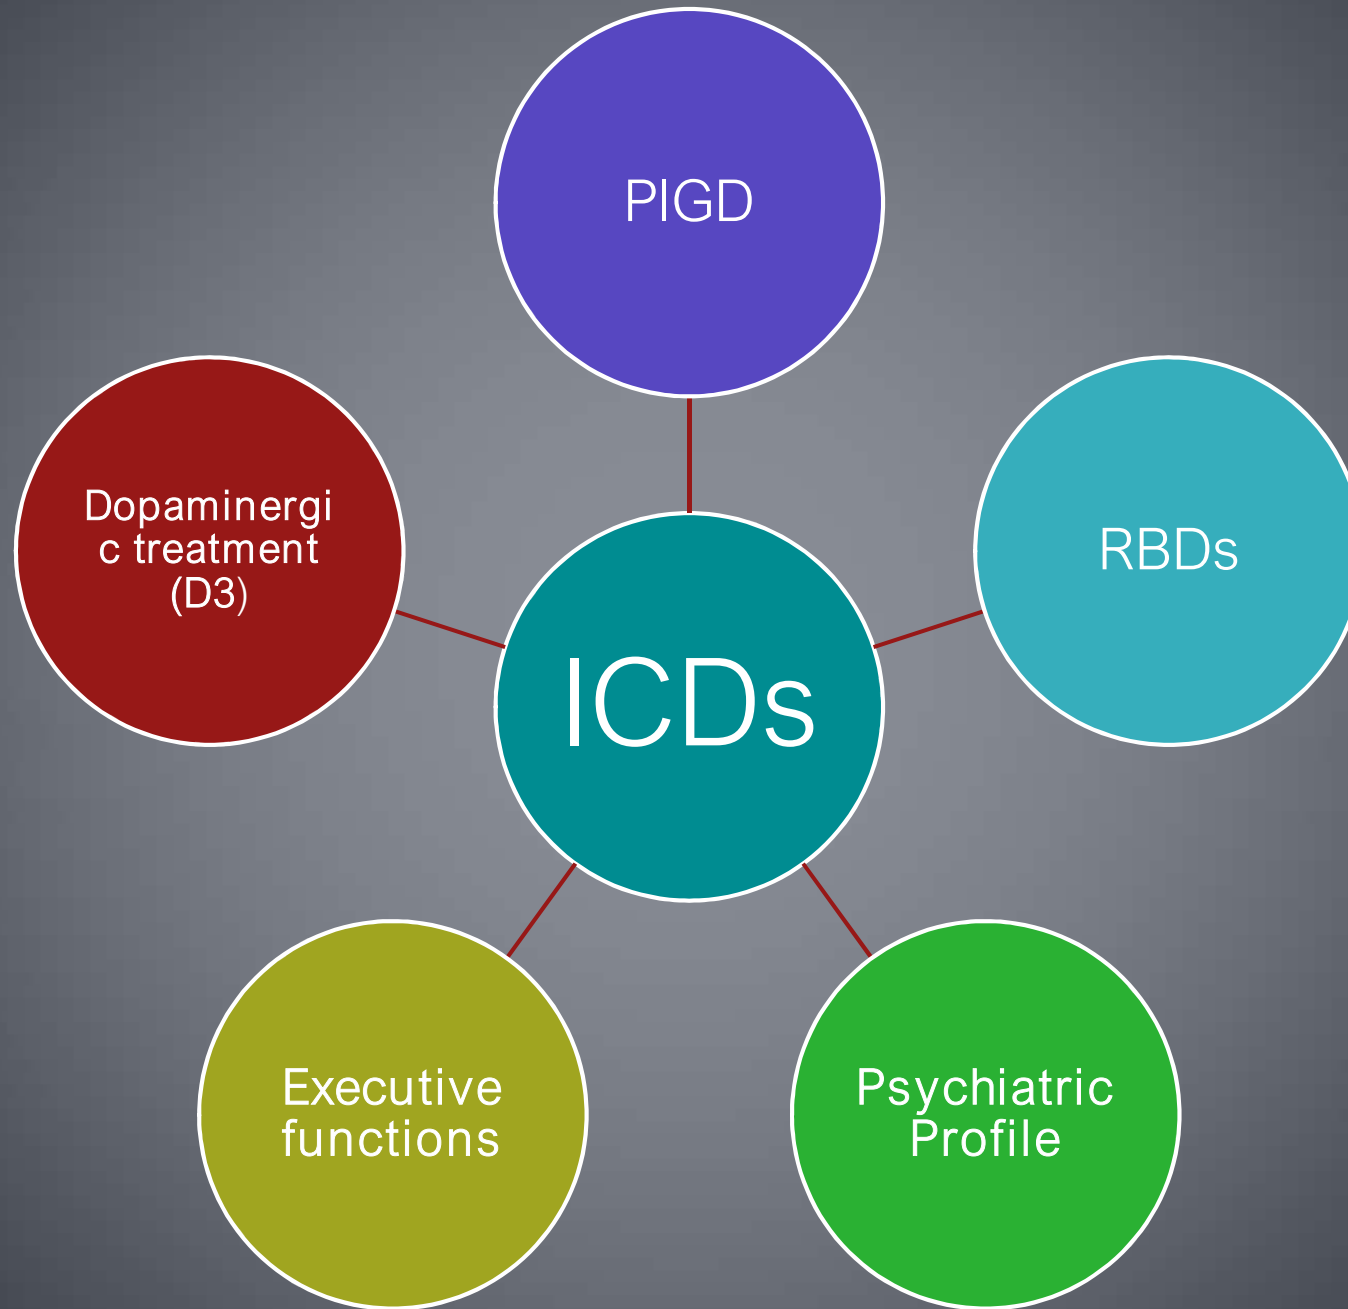 PIGD
Dopaminergi
c treatment
(D3)
RBDs
ICDs
Executive
functions
Psychiatric
Profile